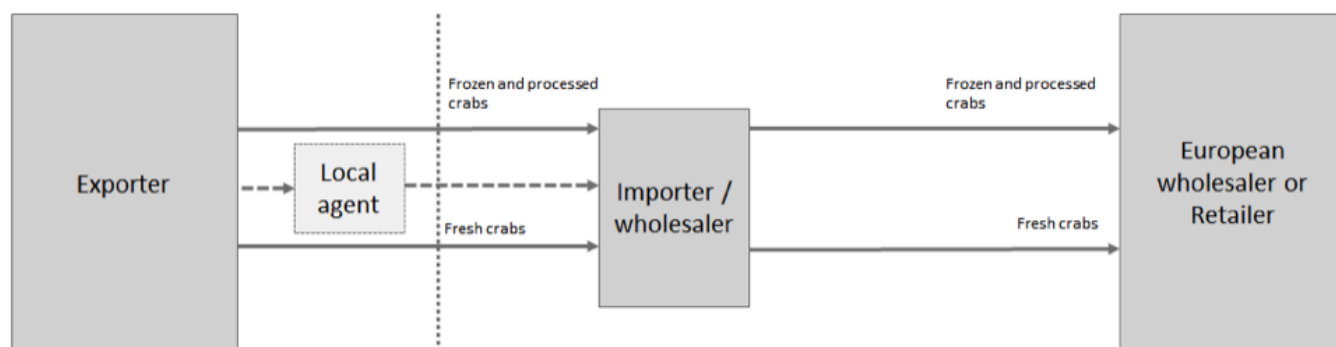 Exporter
Local
agent
Frozen and processed
crabs
Fresh crabs
Importer /
wholesaler
Frozen and processed
crabs
Fresh crabs
European
wholesaler or
Retailer